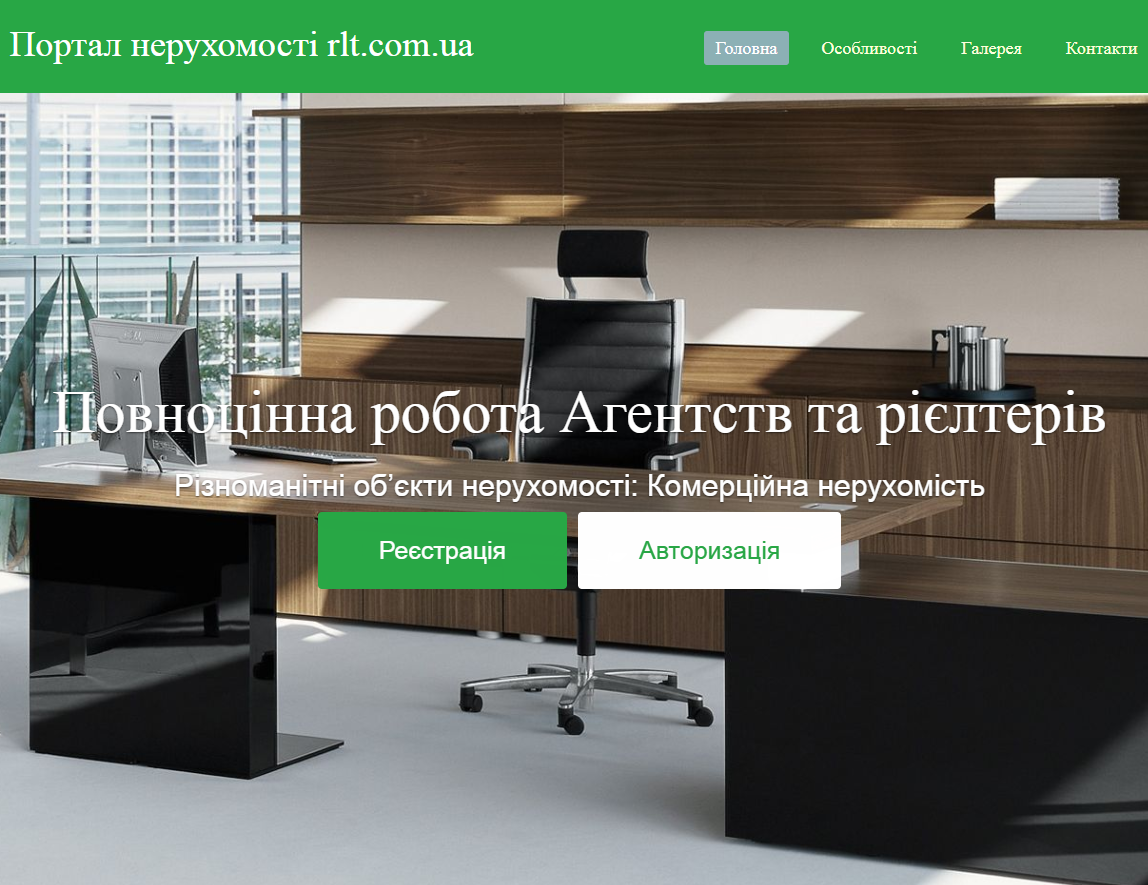 Портал нерухомості rlt.com.ua
Головна
Особливості
Галерея
Контакти
Повноцінна робота Агентств та рієлтерів
Різноманітні об’єкти нерухомості: Комерційна нерухомість
Реєстрація
Авторизація